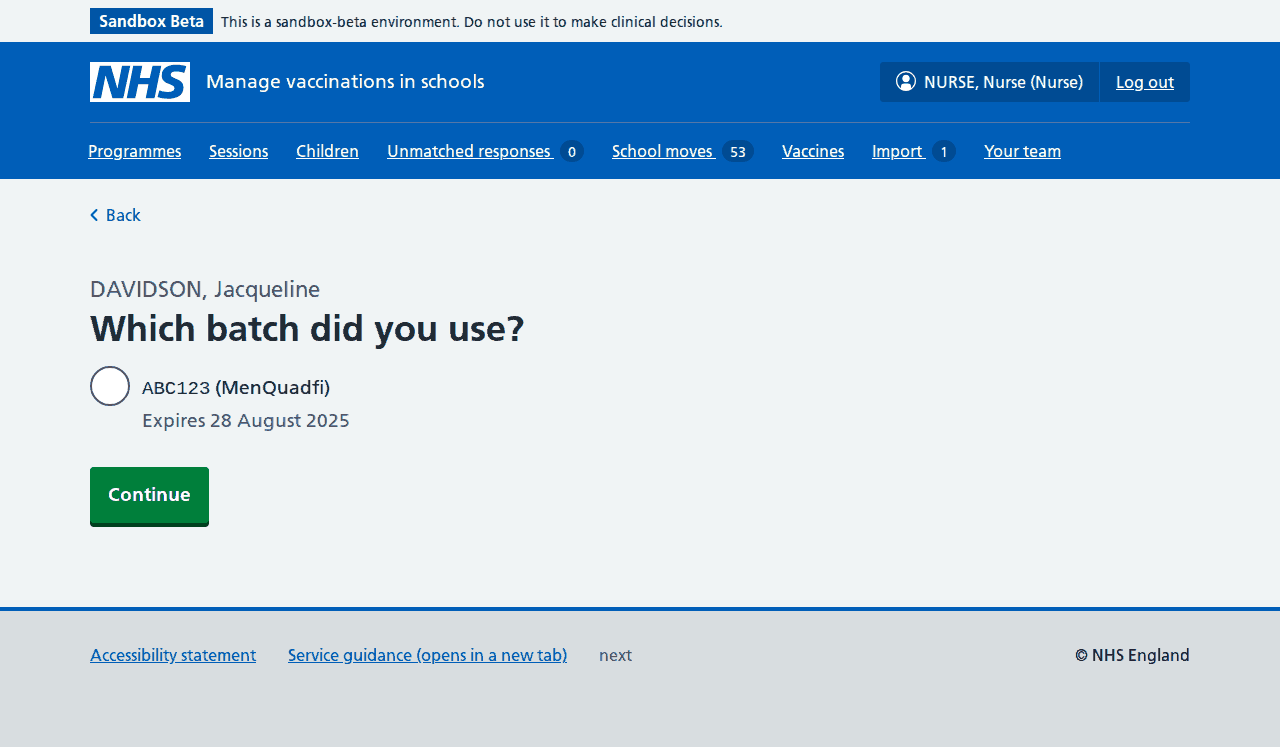 Sandbox Beta This is a sandbox-beta environment. Do not use it to make clinical decisions.
NHS Manage vaccinations in schools NURSE, Nurse (Nurse) Log out
Programmes Sessions Children Unmatched responses 0 School moves 53 Vaccines Import 1 Your team
Back
DAVIDSON, Jacqueline
Which batch did you use?
ABC123 (MenQuadfi)
Expires 28 August 2025
Continue
Accessibility statement Service guidance (opens in a new tab) next © NHS England